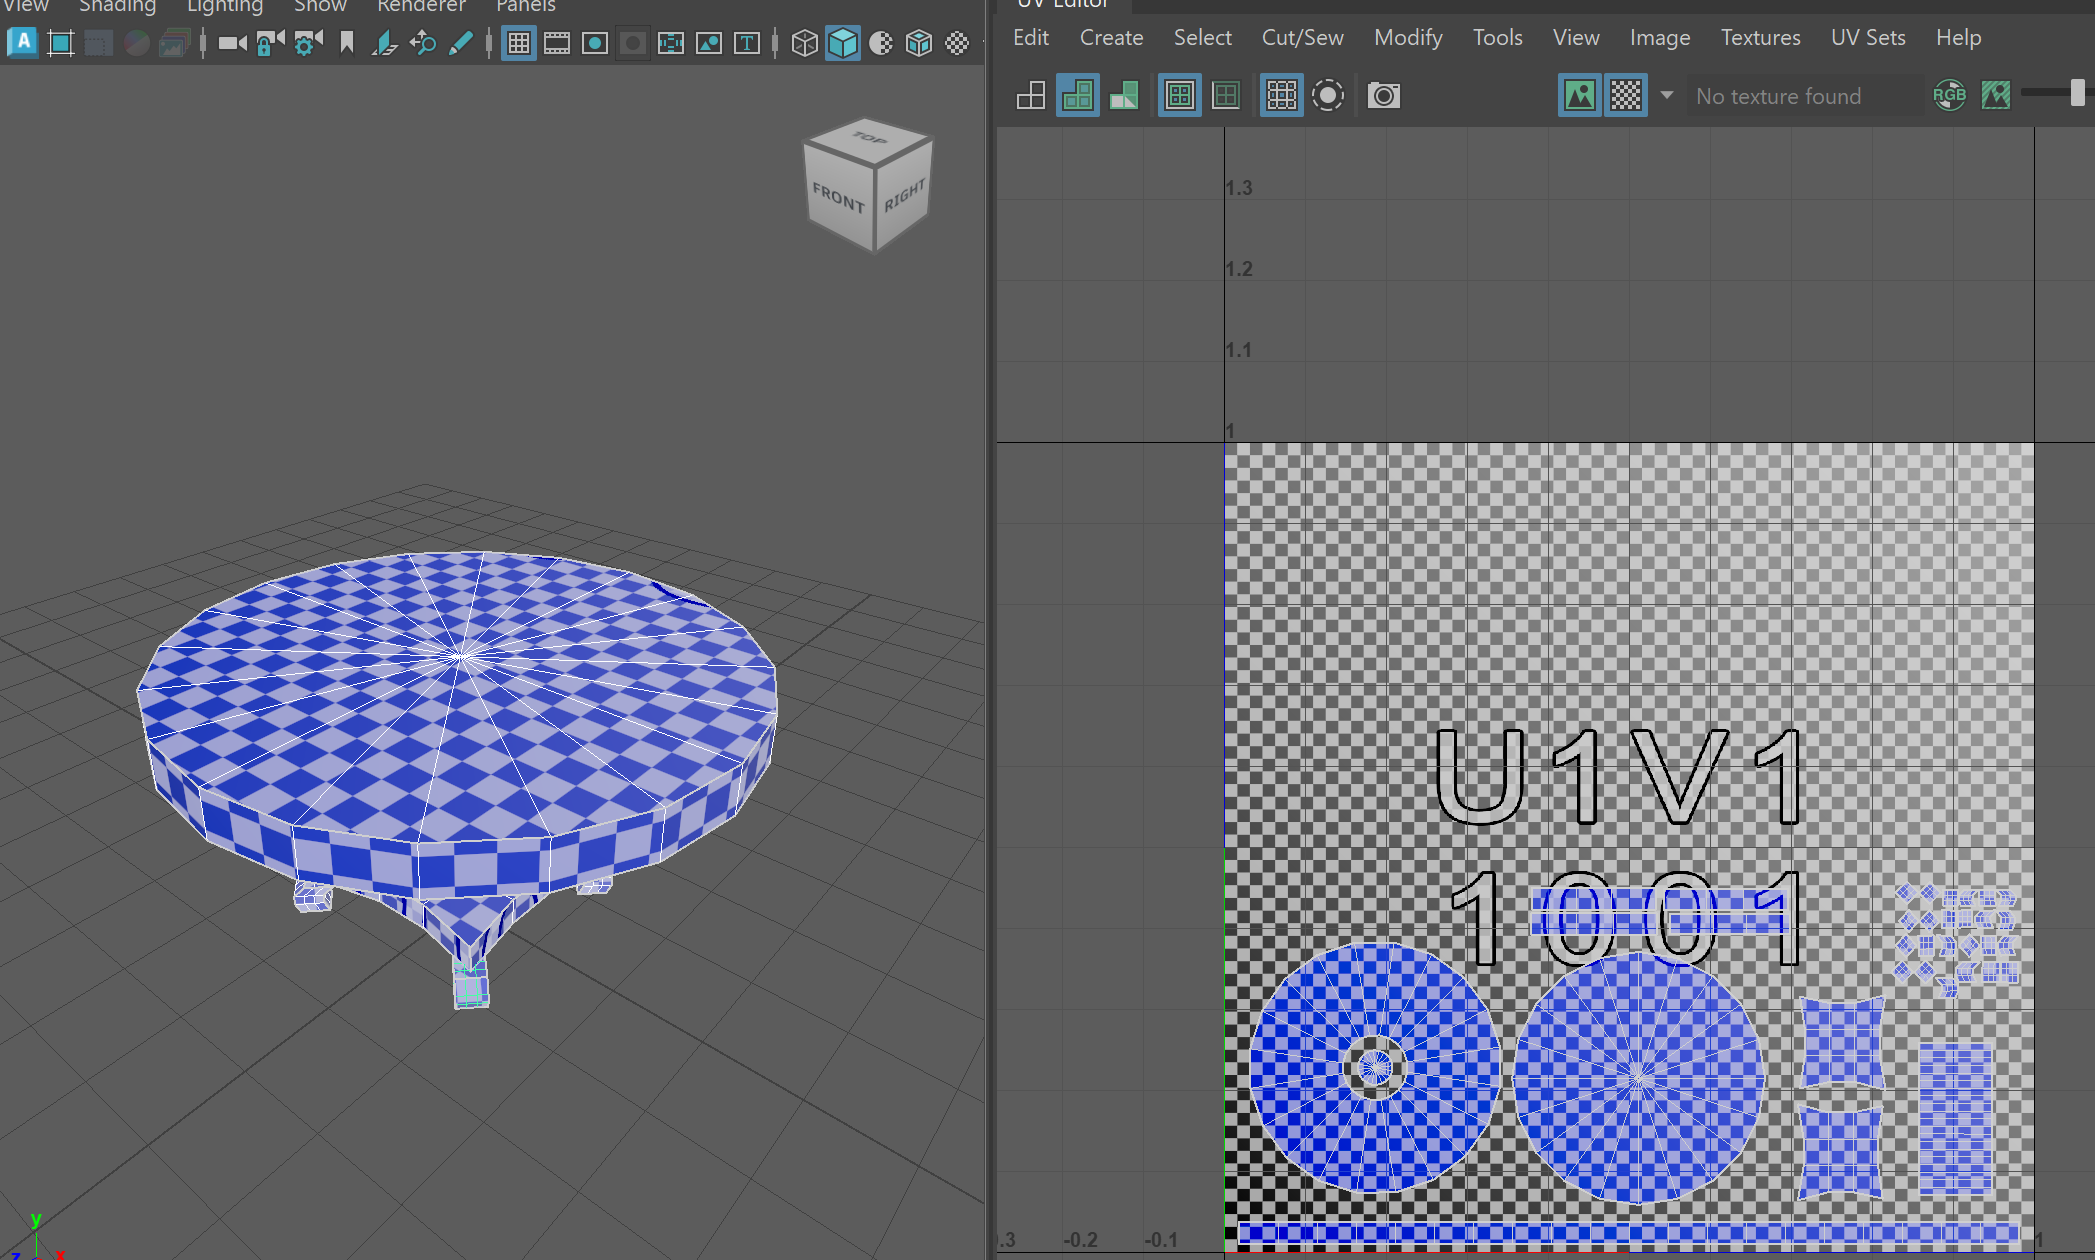 View Shading Lighting Show Renderer Panels
A
T
TOP
FRONT
RIGHT
y
z
x
UV Editor
Edit Create Select Cut/Sew Modify Tools View Image Textures UV Sets Help
No texture found
RGB
1.3
1.2
1.1
1
U1V1
1001
.3 -0.2 -0.1 1